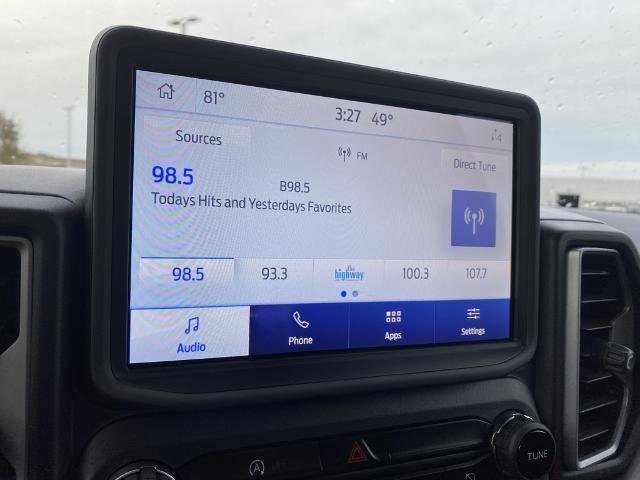 81° 3:27 49°
Sources FM Direct Tune
98.5 B98.5
Todays Hits and Yesterdays Favorites
98.5 93.3 the highway 100.3 107.7
Audio Phone Apps Settings
A
TUNE